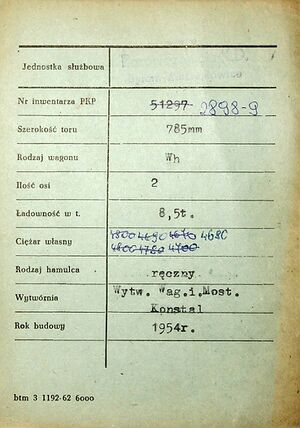 Jednostka służbowa
Nr inwentarza PKP 51297 2898-9
Szerokość toru 785mm
Rodzaj wagonu Wh
Ilość osi 2
Ładowność w t. 8,5t.
Ciężar własny 4680
4700
Rodzaj hamulca ręczny
Wytwórnia Wytw. Wag.i.Most.
Konstal
Rok budowy 1954r.
btm 3 1192-62 6000